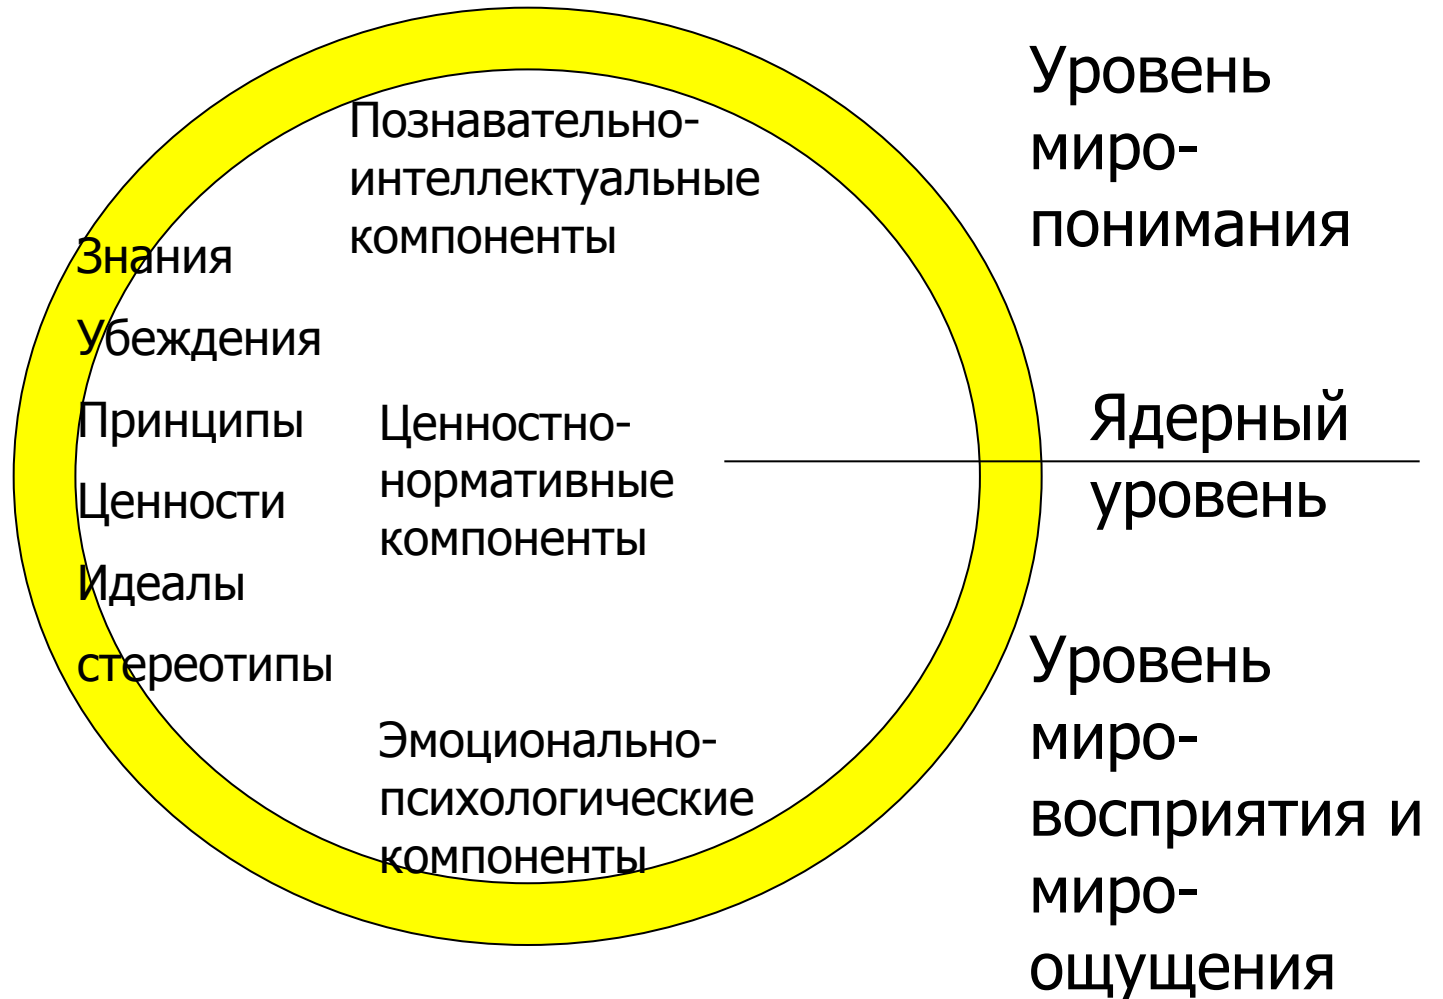 Познавательно-
интеллектуальные
компоненты
Знания
Убеждения
Принципы
Ценности
Идеалы
стереотипы
Ценностно-
нормативные
компоненты
Эмоционально-
психологические
компоненты
Уровень
миро-
понимания
Ядерный
уровень
Уровень
миро-
восприятия и
миро-
ощущения